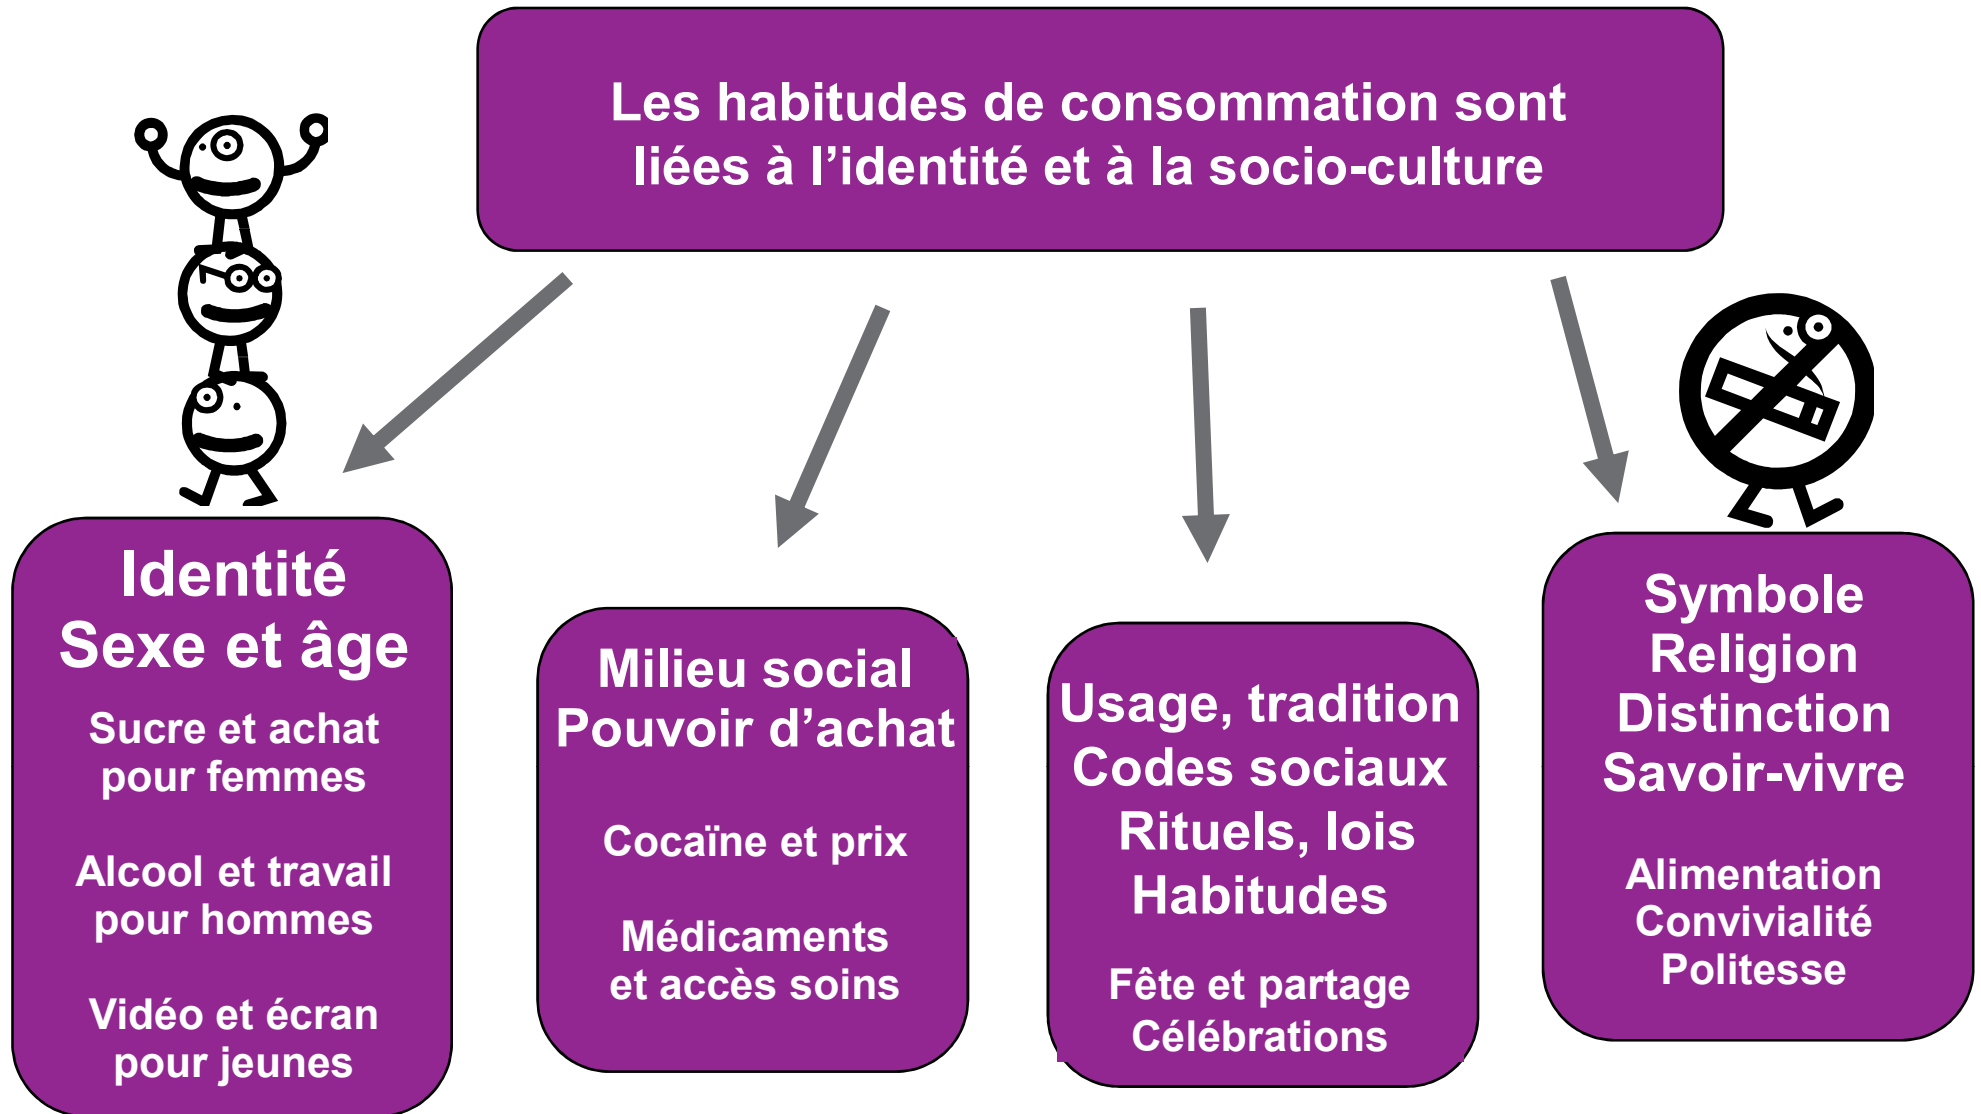 Les habitudes de consommation sont
liées à l’identité et à la socio-culture
Identité
Sexe et âge
Sucre et achat
pour femmes
Alcool et travail
pour hommes
Vidéo et écran
pour jeunes
Milieu social
Pouvoir d’achat
Cocaïne et prix
Médicaments
et accès soins
Usage, tradition
Codes sociaux
Rituels, lois
Habitudes
Fête et partage
Célébrations
Symbole
Religion
Distinction
Savoir-vivre
Alimentation
Convivialité
Politesse